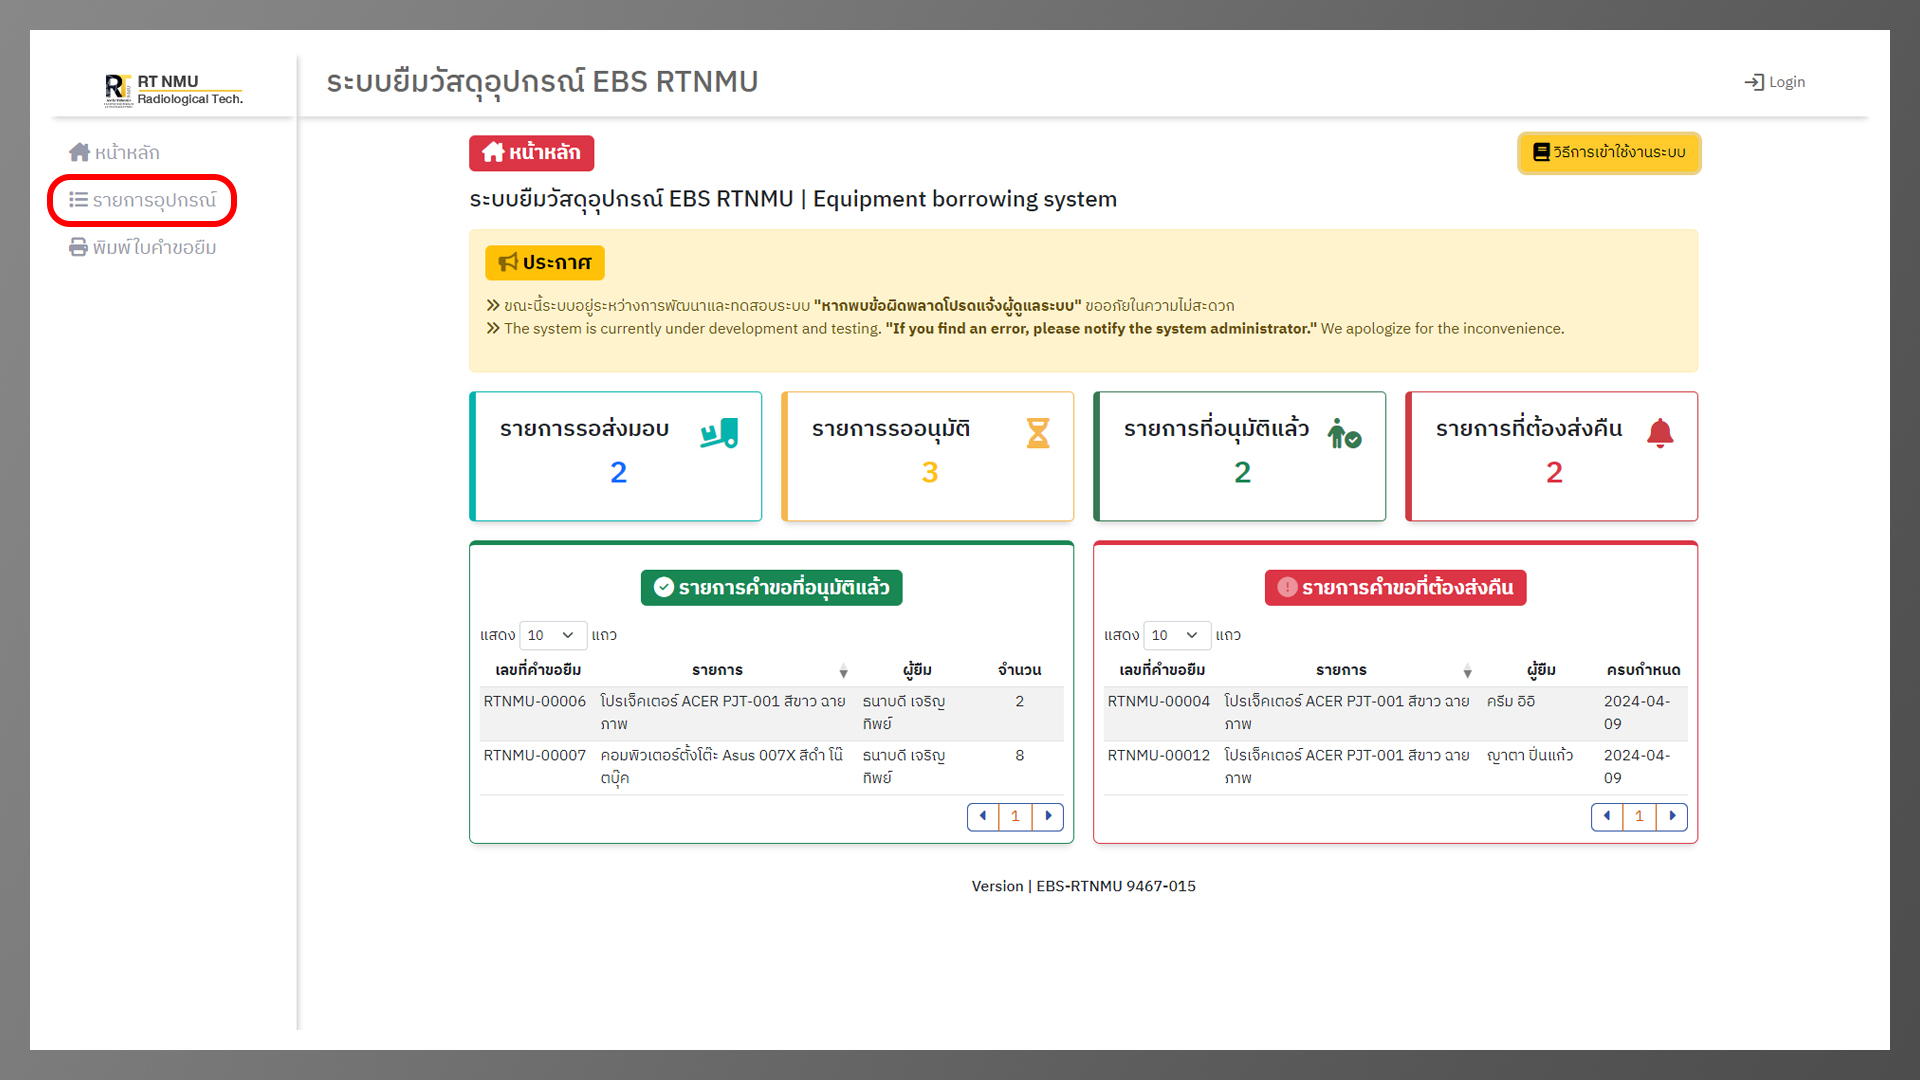 RT NMU
Radiological Tech.
ระบบยืมวัสดุอุปกรณ์ EBS RTNMU
Login
หน้าหลัก
รายการอุปกรณ์
พิมพ์ใบคำขอยืม
หน้าหลัก
วิธีการเข้าใช้งานระบบ
ระบบยืมวัสดุอุปกรณ์ EBS RTNMU | Equipment borrowing system
ประกาศ
ขณะนี้ระบบอยู่ระหว่างการพัฒนาและทดสอบระบบ "หากพบข้อผิดพลาดโปรดแจ้งผู้ดูแลระบบ" ขออภัยในความไม่สะดวก
The system is currently under development and testing. "If you find an error, please notify the system administrator." We apologize for the inconvenience.
รายการรอส่งมอบ
2
รายการรออนุมัติ
3
รายการที่อนุมัติแล้ว
2
รายการที่ต้องส่งคืน
2
รายการคำขอที่อนุมัติแล้ว
แสดง 10 แถว
เลขที่คำขอยืม รายการ ผู้ยืม จำนวน
RTNMU-00006 โปรเจ็คเตอร์ ACER PJT-001 สีขาว ฉาย ธนาบดี เจริญ 2
ภาพ ทิพย์
RTNMU-00007 คอมพิวเตอร์ตั้งโต๊ะ Asus 007X สีดำ โน๊ ธนาบดี เจริญ 8
ตบุ๊ค ทิพย์
1
รายการคำขอที่ต้องส่งคืน
แสดง 10 แถว
เลขที่คำขอยืม รายการ ผู้ยืม ครบกำหนด
RTNMU-00004 โปรเจ็คเตอร์ ACER PJT-001 สีขาว ฉาย ครีม อิอิ 2024-04-
ภาพ 09
RTNMU-00012 โปรเจ็คเตอร์ ACER PJT-001 สีขาว ฉาย ญาตา ปิ่นแก้ว 2024-04-
ภาพ 09
1
Version | EBS-RTNMU 9467-015